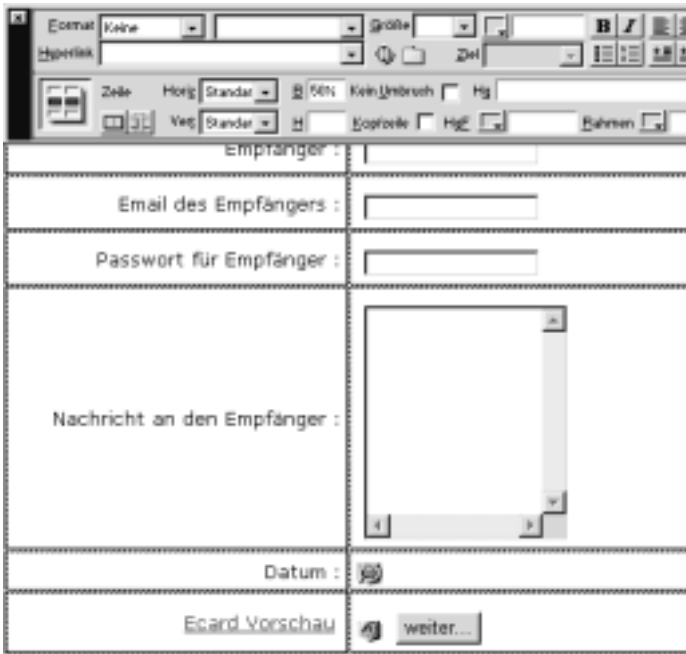 Format Keine Größe B I
Hyperlink Ziel
Zeile Horiz Standar B 50% Kein Umbruch Hg
Vert Standar H Kopfzeile HgF Rahmen
Empfänger :
Email des Empfängers :
Passwort für Empfänger :
Nachricht an den Empfänger :
Datum :
Ecard Vorschau weiter...